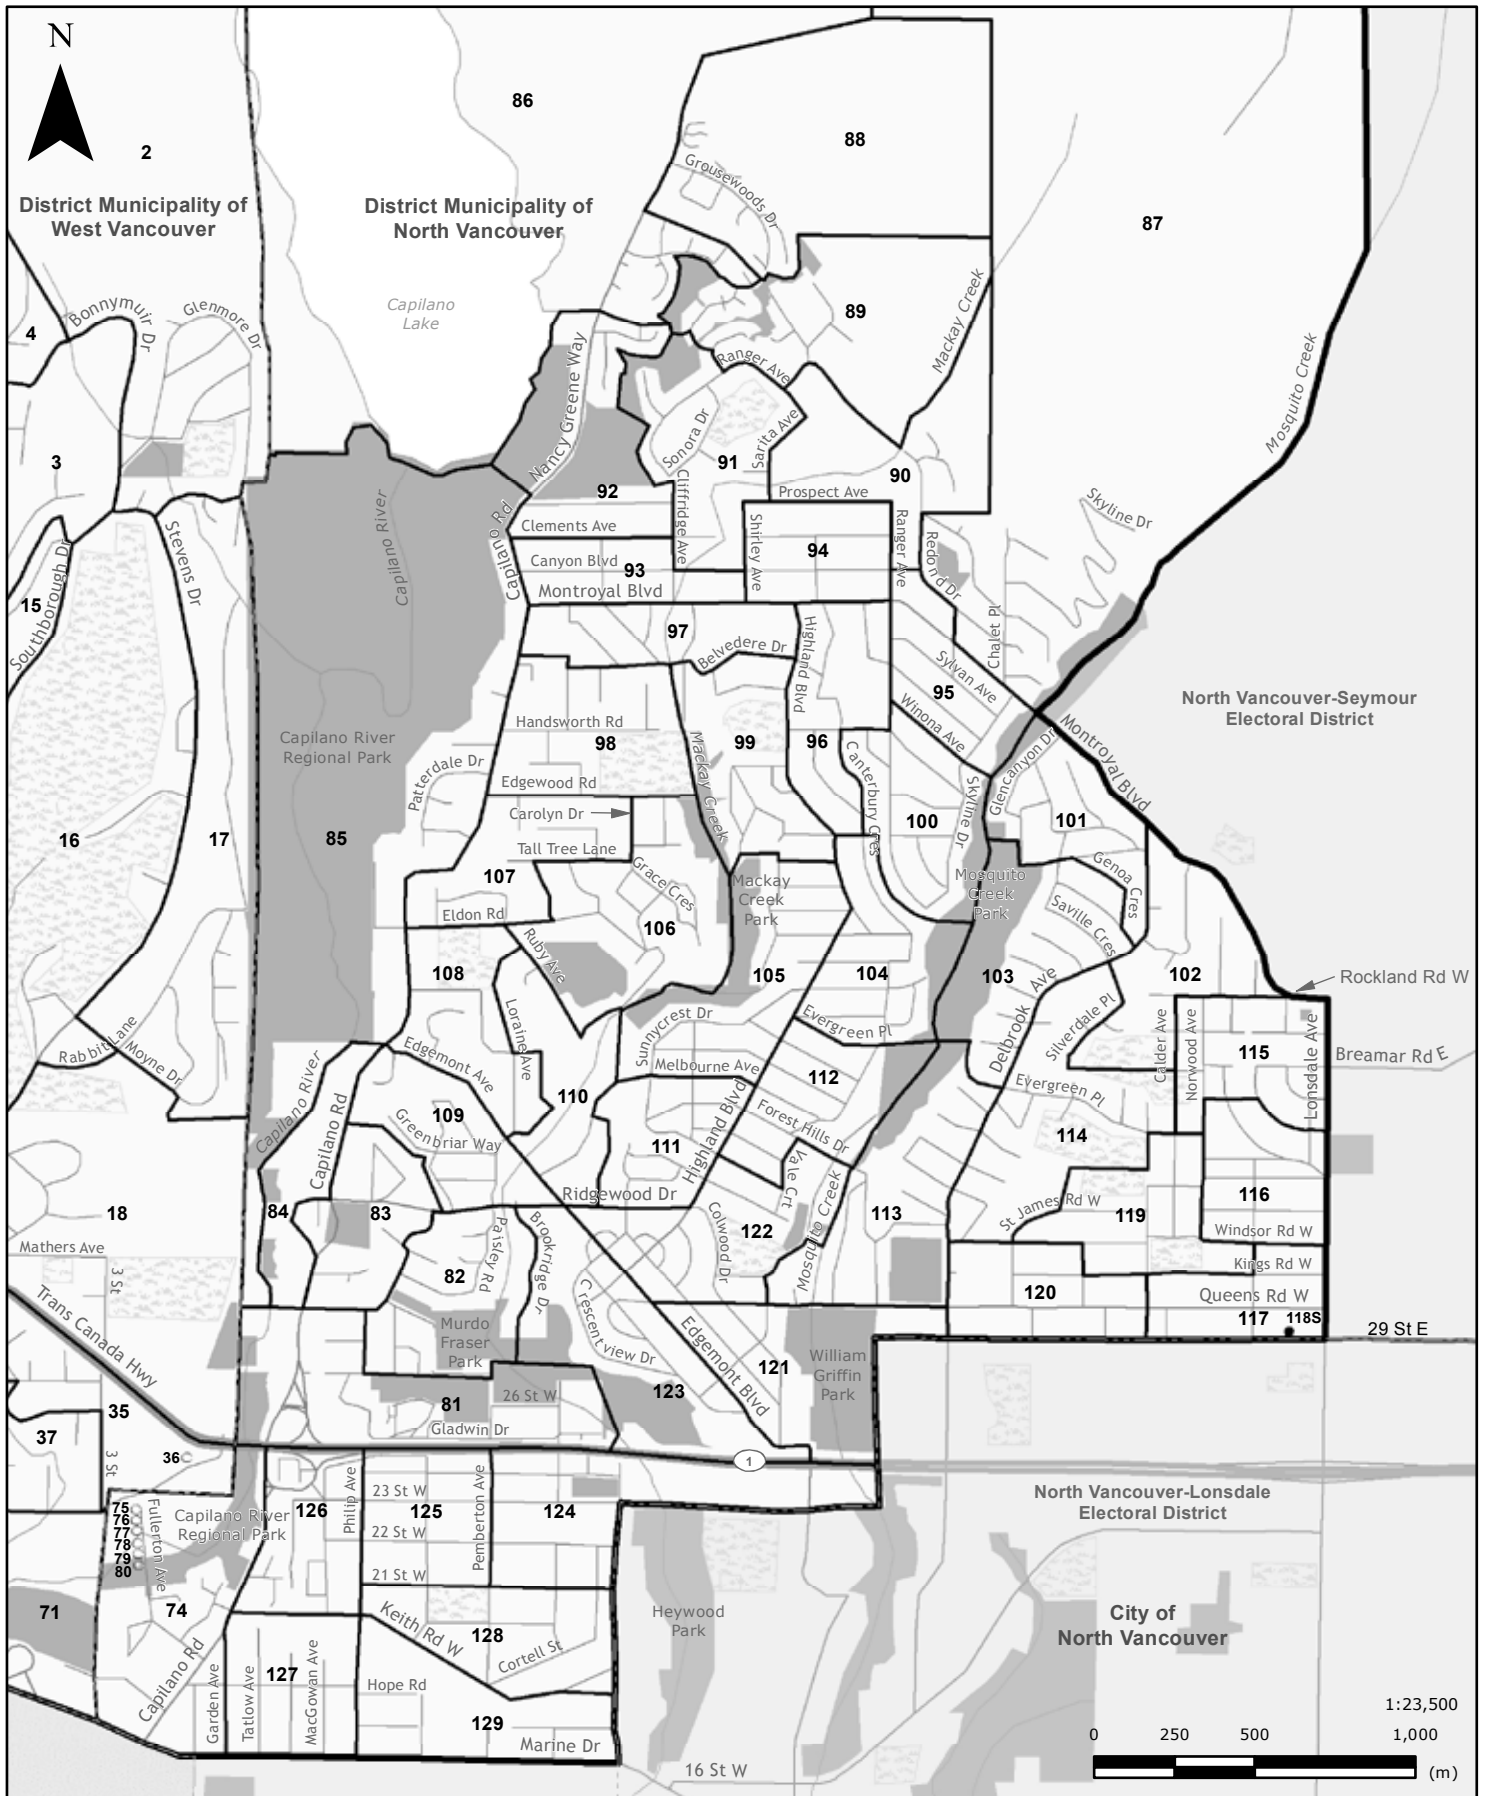 N
86
88
2
Grousewoods Dr
District Municipality of
West Vancouver
District Municipality of
North Vancouver
87
Capilano
Lake
Bonnymuir Dr
Glenmore Dr
4
89
Mackay Creek
Mosquito Creek
Nancy Greene Way
Ranger Ave
Sonora Dr
Sarita Ave
3
91
90
92
Prospect Ave
Cliffridge Ave
Skyline Dr
Capilano River
Capilano Rd
Clements Ave
Shirley Ave
94
Ranger Ave
Redond Dr
Stevens Dr
Southborough Dr
Canyon Blvd
93
Montroyal Blvd
15
97
Belvedere Dr
Highland Blvd
Chalet Pl
Sylvan Ave
95
Winona Ave
North Vancouver-Seymour
Electoral District
Capilano River
Regional Park
Handsworth Rd
98
Mackay Creek
99
96
Canterbury Cres
Glencanyon Dr
Montroyal Blvd
Patterdale Dr
Edgewood Rd
Skyline Dr
Carolyn Dr
100
101
16
17
85
Tall Tree Lane
Grace Cres
Genoa Cres
107
Mackay
Creek
Park
Mosquito
Creek
Park
Eldon Rd
106
Saville Cres
Ruby Ave
108
105
104
103
102
Rockland Rd W
Delbrook Ave
Loraine Ave
Silverdale Pl
Rabbit Lane
Moyne Dr
Sunnycrest Dr
Evergreen Pl
Calder Ave
Norwood Ave
Lonsdale Ave
115
Breamar Rd E
Capilano River
Edgemont Ave
Melbourne Ave
112
Evergreen Pl
Capilano Rd
109
110
Greenbriar Way
Forest Hills Dr
114
111
Highland Blvd
Vale Crt
Ridgewood Dr
116
18
84
83
113
St James Rd W
119
Mathers Ave
Paisley Rd
Brookridge Dr
Colwood Dr
122
Mosquito Creek
Windsor Rd W
Kings Rd W
3 St
82
Crescentview Dr
120
Queens Rd W
117
118S
29 St E
Trans Canada Hwy
Murdo
Fraser
Park
Edgemont Blvd
121
William
Griffin
Park
35
81
26 St W
123
37
Gladwin Dr
3 St
36
1
North Vancouver-Lonsdale
Electoral District
75
76
77
78
79
80
Fullerton Ave
Capilano River
Regional Park
126
Philip Ave
23 St W
125
22 St W
21 St W
Pemberton Ave
124
71
74
Heywood
Park
City of
North Vancouver
Keith Rd W
128
Cortell St
Capilano Rd
Garden Ave
Tatlow Ave
127
MacGowan Ave
Hope Rd
129
Marine Dr
16 St W
1:23,500
0 250 500 1,000
(m)